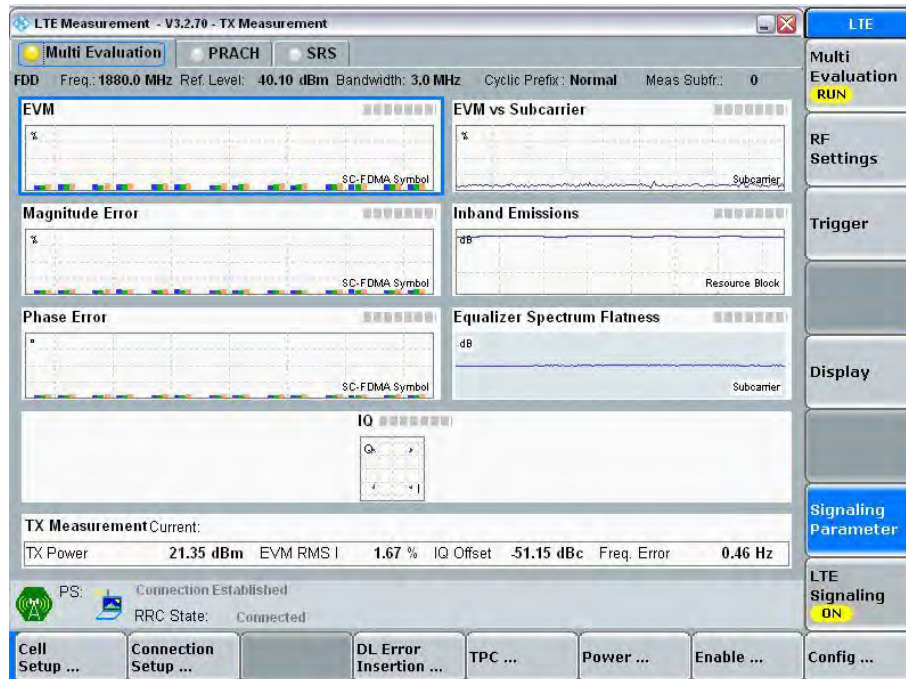 LTE Measurement - V3.2.70 - TX Measurement
LTE
Multi Evaluation PRACH SRS
Multi
Evaluation
RUN
FDD Freq.: 1880.0 MHz Ref. Level: 40.10 dBm Bandwidth: 3.0 MHz Cyclic Prefix : Normal Meas Subfr.: 0
EVM
%
SC-FDMA Symbol
EVM vs Subcarrier
%
Subcarrier
RF
Settings
Magnitude Error
%
SC-FDMA Symbol
Inband Emissions
dB
Resource Block
Trigger
Phase Error
°
SC-FDMA Symbol
Equalizer Spectrum Flatness
dB
Subcarrier
Display
IQ
Q
I
Signaling
Parameter
TX Measurement Current:
TX Power 21.35 dBm EVM RMS I 1.67 % IQ Offset -51.15 dBc Freq. Error 0.46 Hz
LTE
Signaling
ON
PS: Connection Established
RRC State: Connected
Cell
Setup ...
Connection
Setup ...
DL Error
Insertion ...
TPC ...
Power ...
Enable ...
Config ...